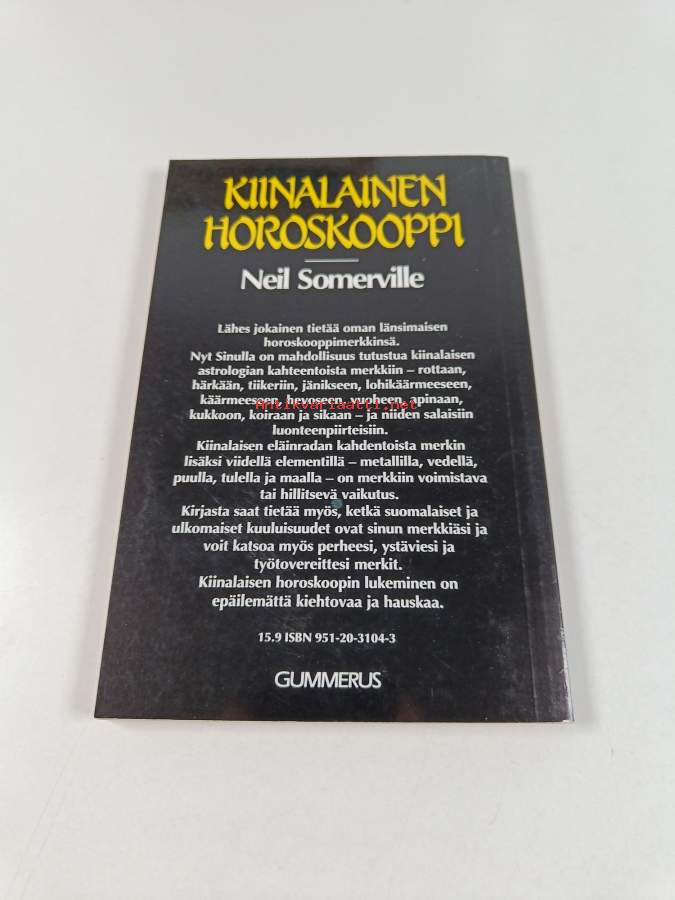 KIINALAINEN
HOROSKOOPPI
Neil Somerville
Lähes jokainen tietää oman länsimaisen
horoskooppimerkkinsä.
Nyt Sinulla on mahdollisuus tutustua kiinalaisen
astrologian kahteentoista merkkiin – rottaan,
härkään, tiikeriin, jänikseen, lohikäärmeeseen,
käärmeeseen, hevoseen, vuoheen, apinaan,
Antikvariaatti.net
kukkoon, koiraan ja sikaan – ja niiden salaisiin
luonteenpiirteisiin.
Kiinalaisen eläinradan kahdentoista merkin
lisäksi viidellä elementillä – metallilla, vedellä,
puulla, tulella ja maalla – on merkkiin voimistava
tai hillitsevä vaikutus.
Kirjasta saat tietää myös, ketkä suomalaiset ja
ulkomaiset kuuluisuudet ovat sinun merkkiäsi ja
voit katsoa myös perheesi, ystäviesi ja
työtovereittesi merkit.
Kiinalaisen horoskoopin lukeminen on
epäilemättä kiehtovaa ja hauskaa.
15.9 ISBN 951-20-3104-3
GUMMERUS